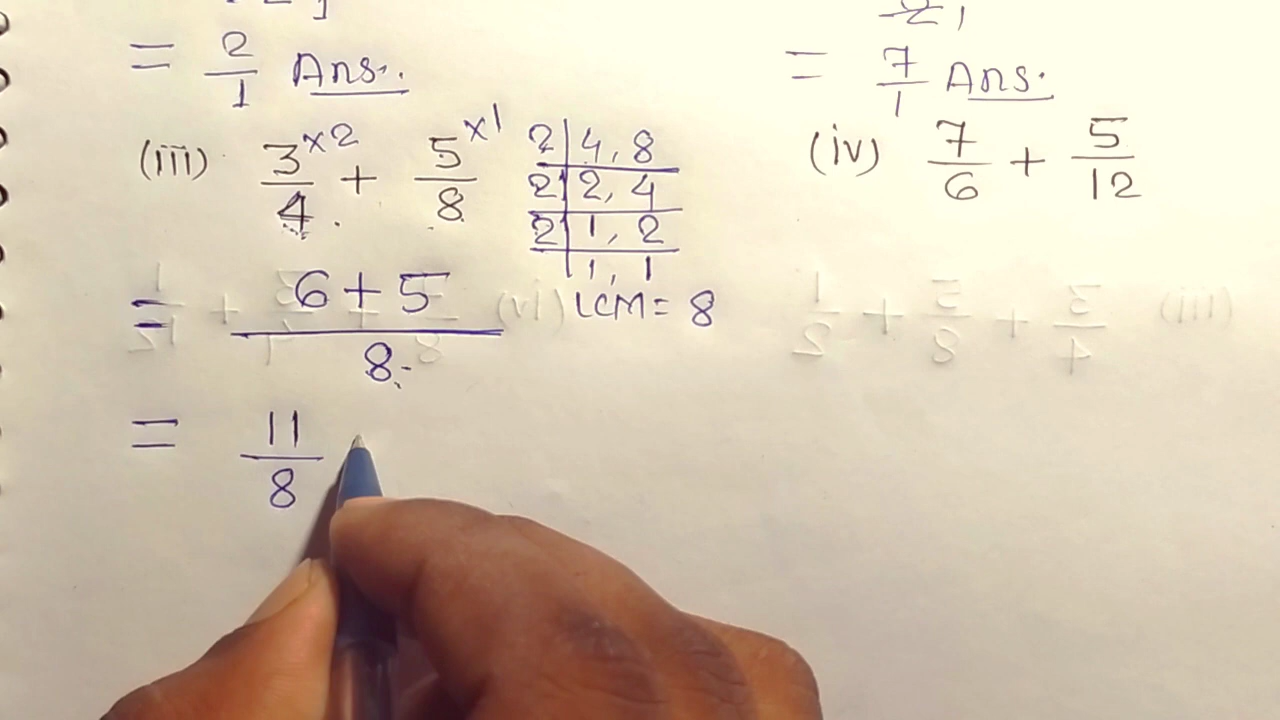 = 2/1 Ans.
(iii) 3/4 ×2 + 5/8 ×1
2 | 4, 8
2 | 2, 4
2 | 1, 2
1, 1
LCM = 8
= 6 + 5 / 8
= 11/8
= 7/1 Ans.
(iv) 7/6 + 5/12